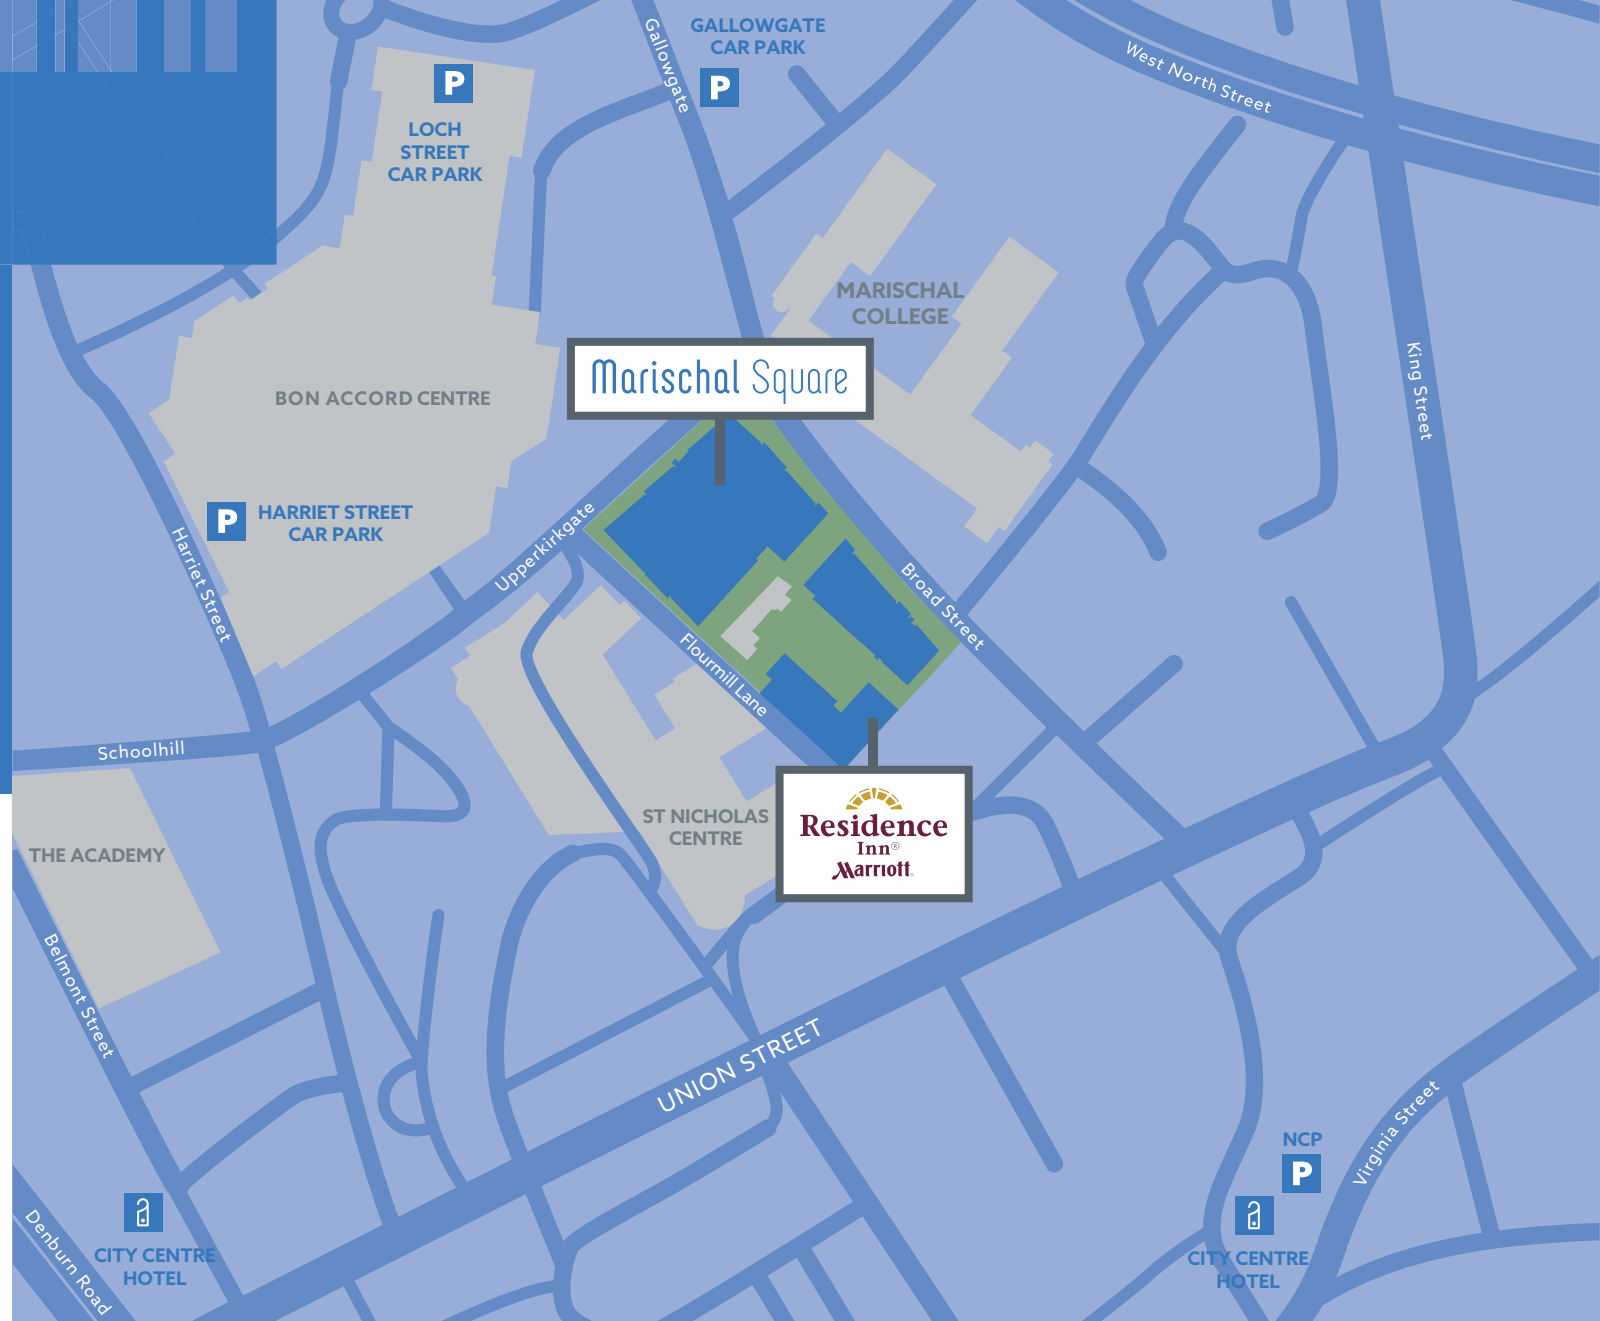 GALLOWGATE
CAR PARK
P
Gallowgate
West North Street
P
LOCH
STREET
CAR PARK
MARISCHAL
COLLEGE
Marischal Square
King Street
BON ACCORD CENTRE
P
HARRIET STREET
CAR PARK
Harriet Street
Upperkirkgate
Broad Street
Flourmill Lane
Schoolhill
ST NICHOLAS
CENTRE
Residence
Inn®
Marriott®
THE ACADEMY
Belmont Street
UNION STREET
Virginia Street
NCP
P
CITY CENTRE
HOTEL
CITY CENTRE
HOTEL
Denburn Road